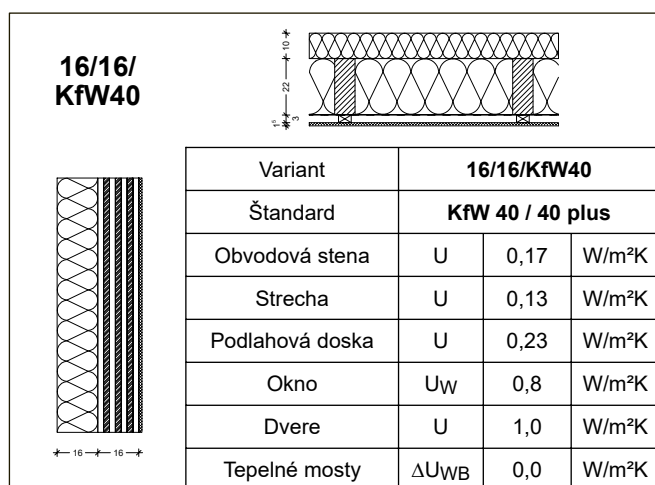 16/16/
KfW40
10
22
1⁵
3
16
16
Variant 16/16/KfW40
Štandard KfW 40 / 40 plus
Obvodová stena U 0,17 W/m²K
Strecha U 0,13 W/m²K
Podlahová doska U 0,23 W/m²K
Okno UW 0,8 W/m²K
Dvere U 1,0 W/m²K
Tepelné mosty ΔUWB 0,0 W/m²K